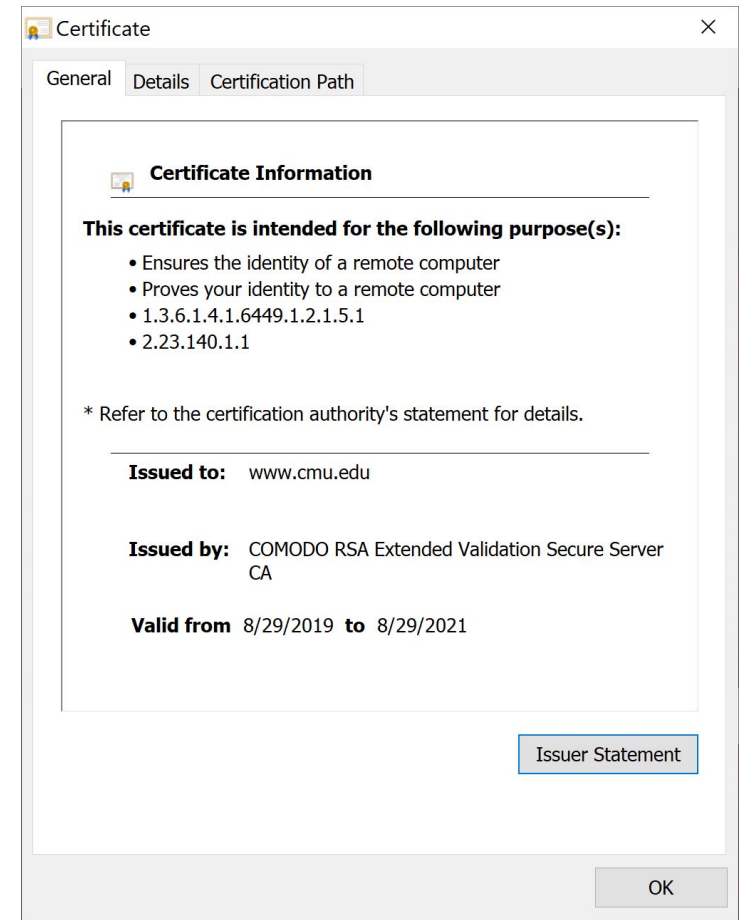 Certificate
General Details Certification Path
Certificate Information
This certificate is intended for the following purpose(s):
• Ensures the identity of a remote computer
• Proves your identity to a remote computer
• 1.3.6.1.4.1.6449.1.2.1.5.1
• 2.23.140.1.1
* Refer to the certification authority's statement for details.
Issued to: www.cmu.edu
Issued by: COMODO RSA Extended Validation Secure Server
CA
Valid from 8/29/2019 to 8/29/2021
Issuer Statement
OK